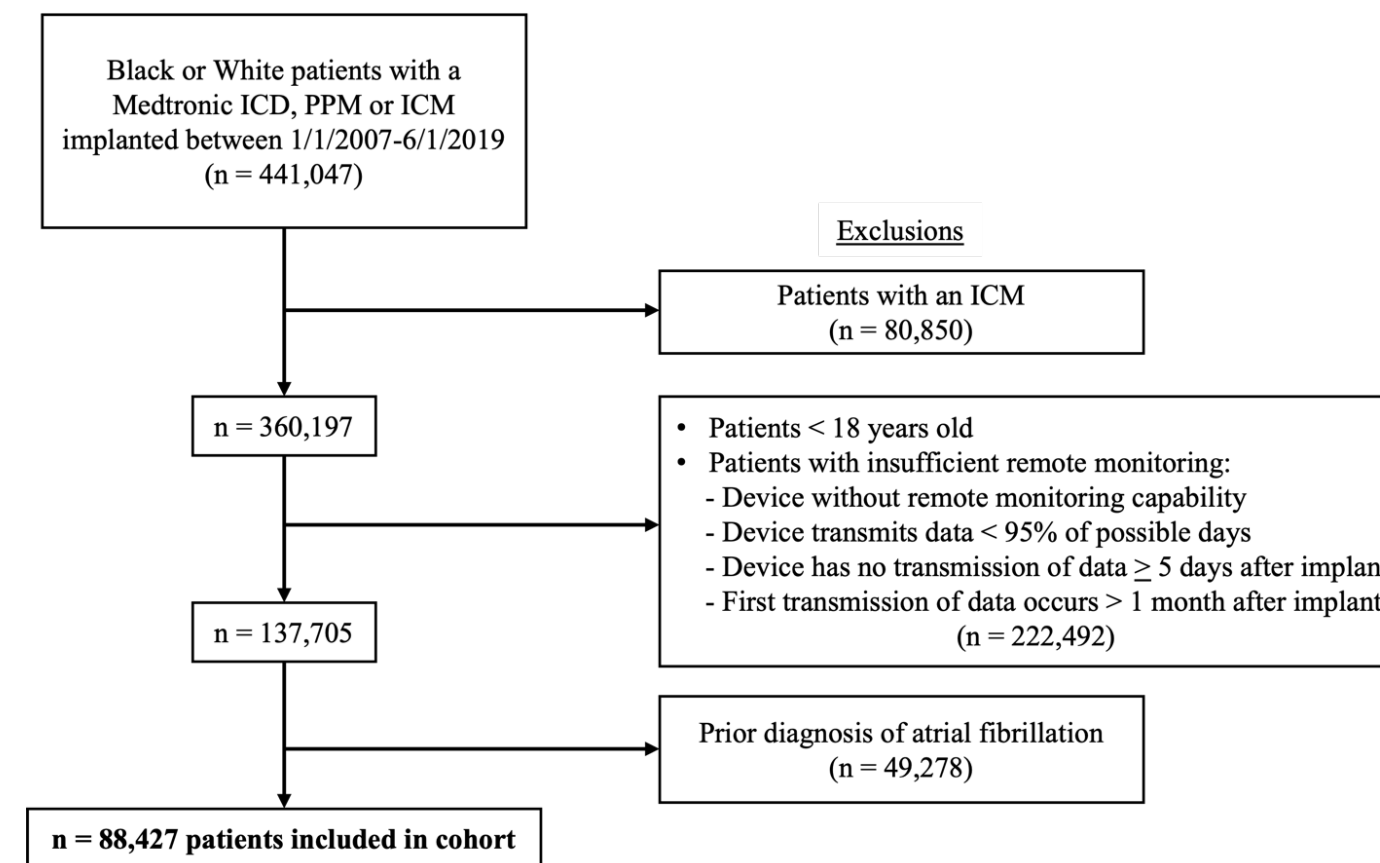 Black or White patients with a
Medtronic ICD, PPM or ICM
implanted between 1/1/2007-6/1/2019
(n = 441,047)
Exclusions
Patients with an ICM
(n = 80,850)
n = 360,197
• Patients < 18 years old
• Patients with insufficient remote monitoring:
- Device without remote monitoring capability
- Device transmits data < 95% of possible days
- Device has no transmission of data ≥ 5 days after implan
- First transmission of data occurs > 1 month after implant
(n = 222,492)
n = 137,705
Prior diagnosis of atrial fibrillation
(n = 49,278)
n = 88,427 patients included in cohort